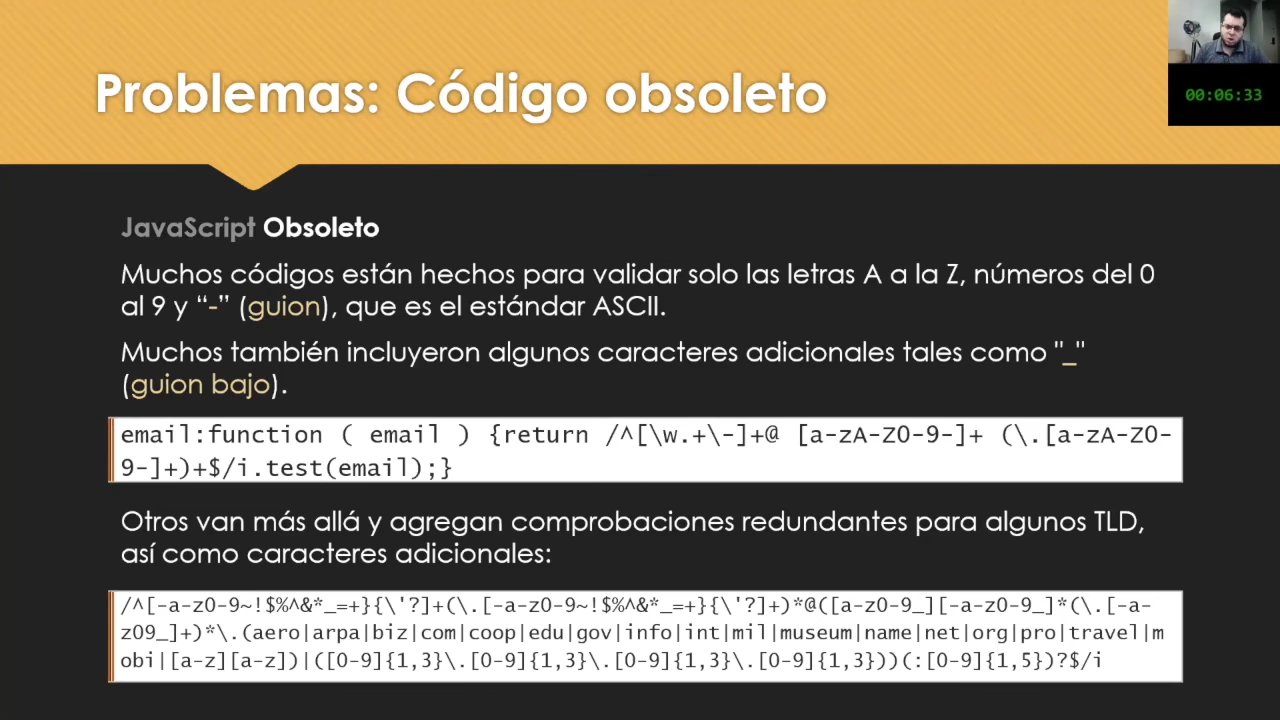 Problemas: Código obsoleto
00:06:33
JavaScript Obsoleto
Muchos códigos están hechos para validar solo las letras A a la Z, números del 0
al 9 y “-” (guion), que es el estándar ASCII.
Muchos también incluyeron algunos caracteres adicionales tales como "_"
(guion bajo).
email:function ( email ) {return /^[\w.+\-]+@ [a-zA-Z0-9-]+ (\.[a-zA-Z0-
9-]+)+$/i.test(email);}
Otros van más allá y agregan comprobaciones redundantes para algunos TLD,
así como caracteres adicionales:
/^[-a-z0-9~!$%^&*_=+}{\'?]+(\.[-a-z0-9~!$%^&*_=+}{\'?]+)*@([a-z0-9_][-a-z0-9_]*(\.[-a-
z09_]+)*\.(aero|arpa|biz|com|coop|edu|gov|info|int|mil|museum|name|net|org|pro|travel|m
obi|[a-z][a-z])|([0-9]{1,3}\.[0-9]{1,3}\.[0-9]{1,3}\.[0-9]{1,3}))(:[0-9]{1,5})?$/i